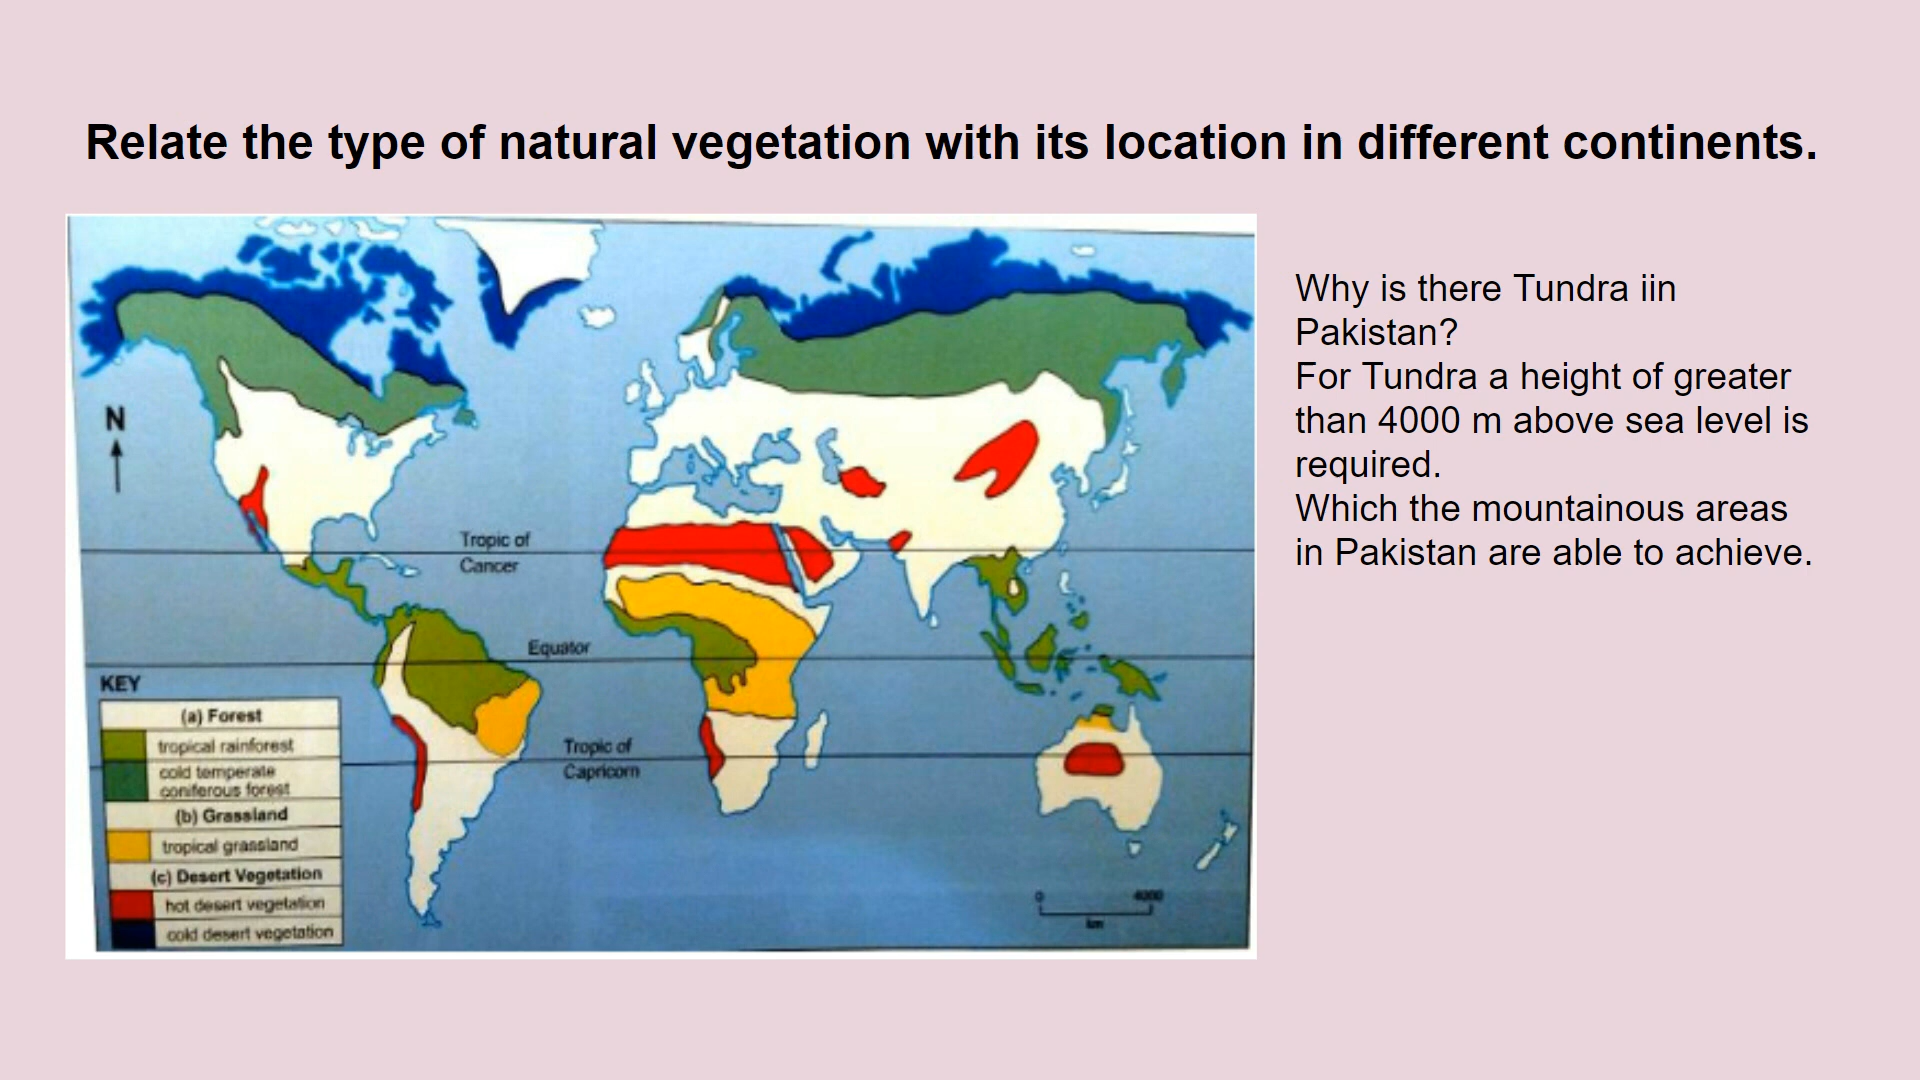 Relate the type of natural vegetation with its location in different continents.
Why is there Tundra iin
Pakistan?
For Tundra a height of greater
than 4000 m above sea level is
required.
Which the mountainous areas
in Pakistan are able to achieve.
N
Tropic of
Cancer
Equator
Tropic of
Capricorn
KEY
(a) Forest
tropical rainforest
cold temperate
coniferous forest
(b) Grassland
tropical grassland
(c) Desert Vegetation
hot desert vegetation
cold desert vegetation
0 4000
km